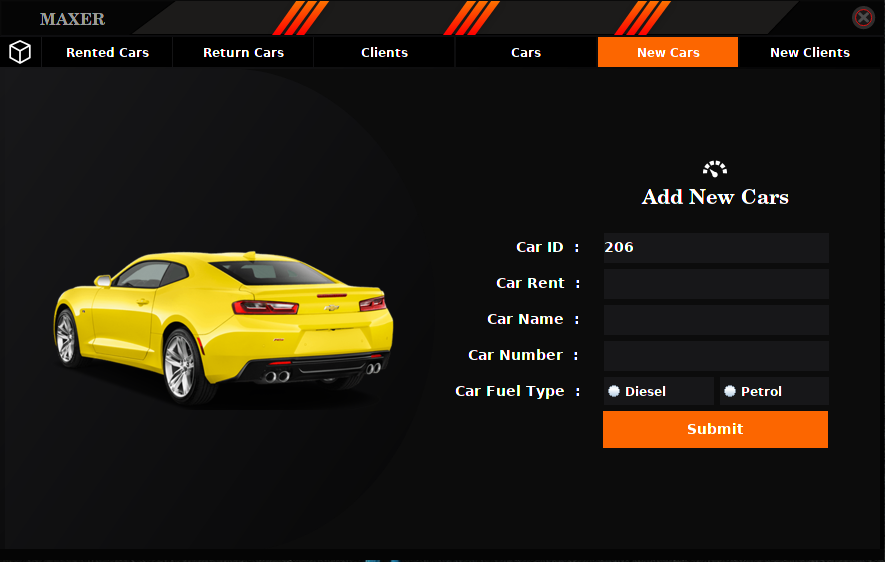 MAXER
Rented Cars
Return Cars
Clients
Cars
New Cars
New Clients
Add New Cars
Car ID :
206
Car Rent :
Car Name :
Car Number :
Car Fuel Type :
Diesel
Petrol
Submit